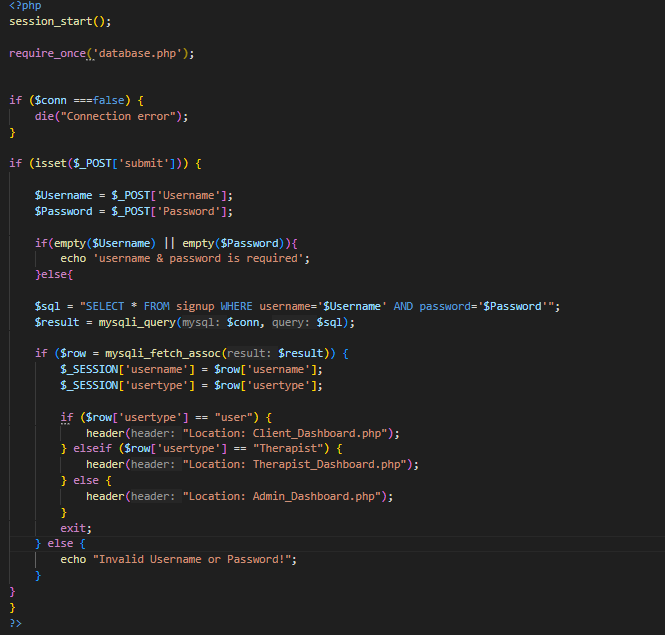 <?php
session_start();
require_once('database.php');
if ($conn ===false) {
die("Connection error");
}
if (isset($_POST['submit'])) {
$Username = $_POST['Username'];
$Password = $_POST['Password'];
if(empty($Username) || empty($Password)){
echo 'username & password is required';
}else{
$sql = "SELECT * FROM signup WHERE username='$Username' AND password='$Password'";
$result = mysqli_query(mysql: $conn, query: $sql);
if ($row = mysqli_fetch_assoc(result: $result)) {
$_SESSION['username'] = $row['username'];
$_SESSION['usertype'] = $row['usertype'];
if ($row['usertype'] == "user") {
header(header: "Location: Client_Dashboard.php");
} elseif ($row['usertype'] == "Therapist") {
header(header: "Location: Therapist_Dashboard.php");
} else {
header(header: "Location: Admin_Dashboard.php");
}
exit;
} else {
echo "Invalid Username or Password!";
}
}
}
?>